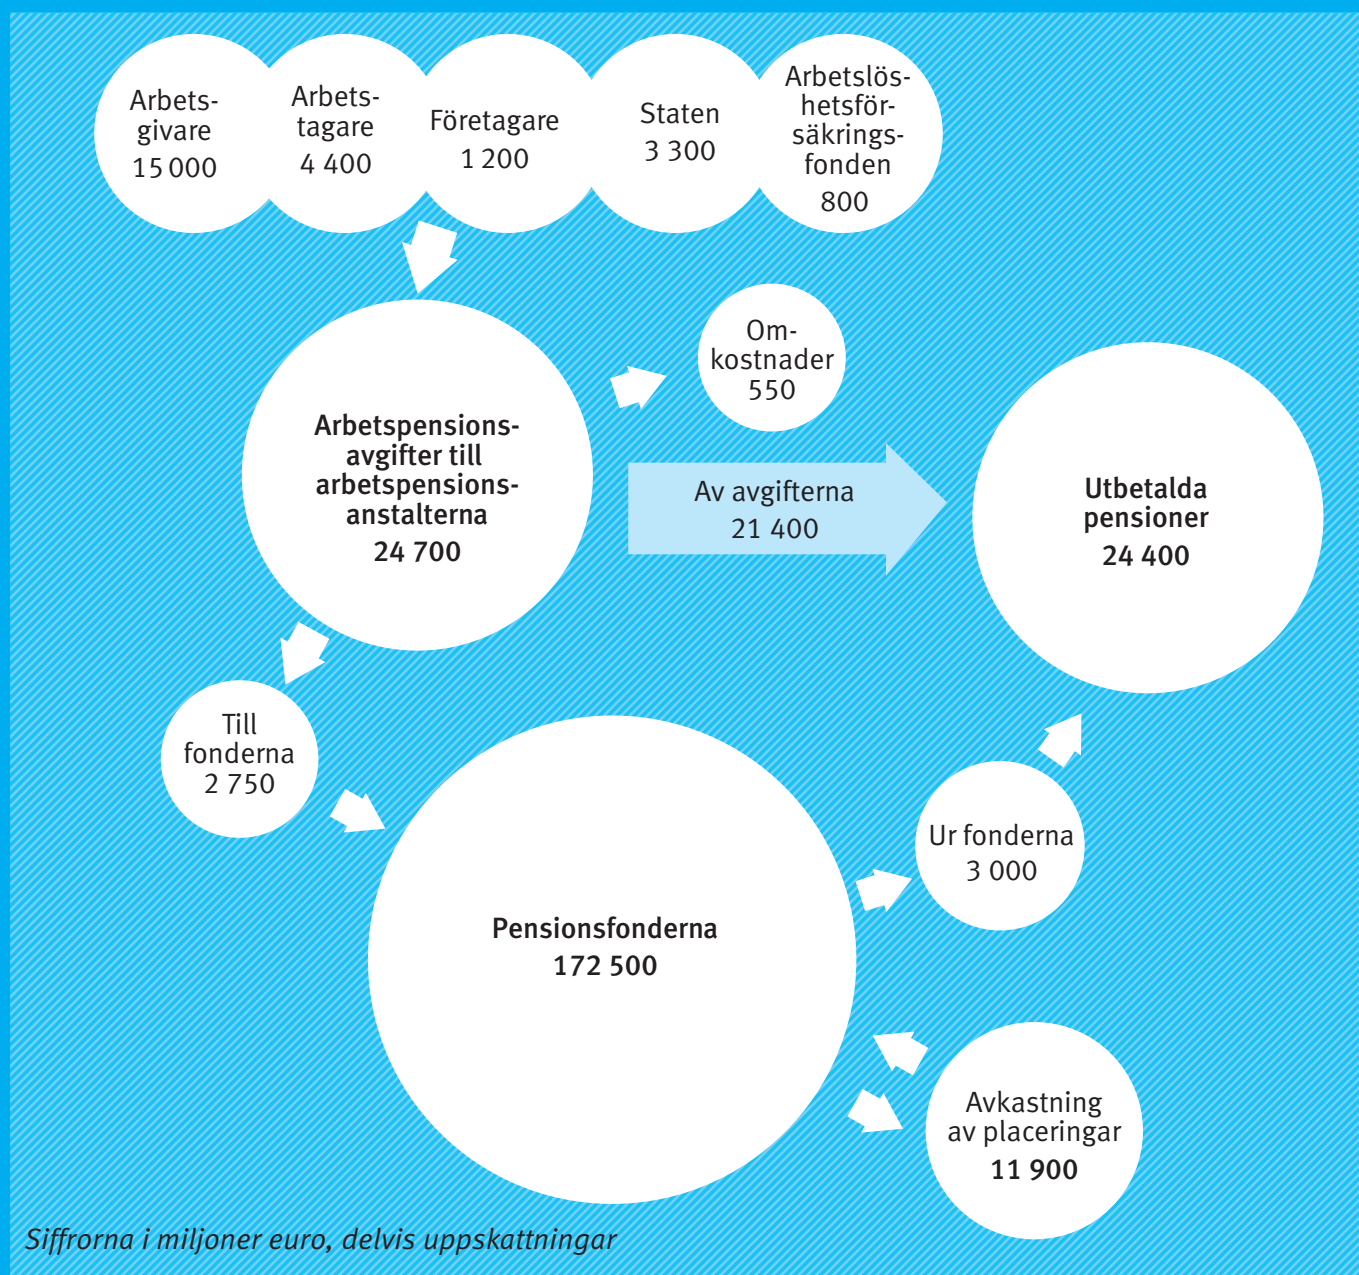 Arbets-
givare
15 000
Arbets-
tagare
4 400
Företagare
1 200
Staten
3 300
Arbetslös-
hetsför-
säkrings-
fonden
800
Om-
kostnader
550
Arbetspensions-
avgifter till
arbetspensions-
anstalterna
24 700
Av avgifterna
21 400
Utbetalda
pensioner
24 400
Till
fonderna
2 750
Ur fonderna
3 000
Pensionsfonderna
172 500
Avkastning
av placeringar
11 900
Siffrorna i miljoner euro, delvis uppskattningar